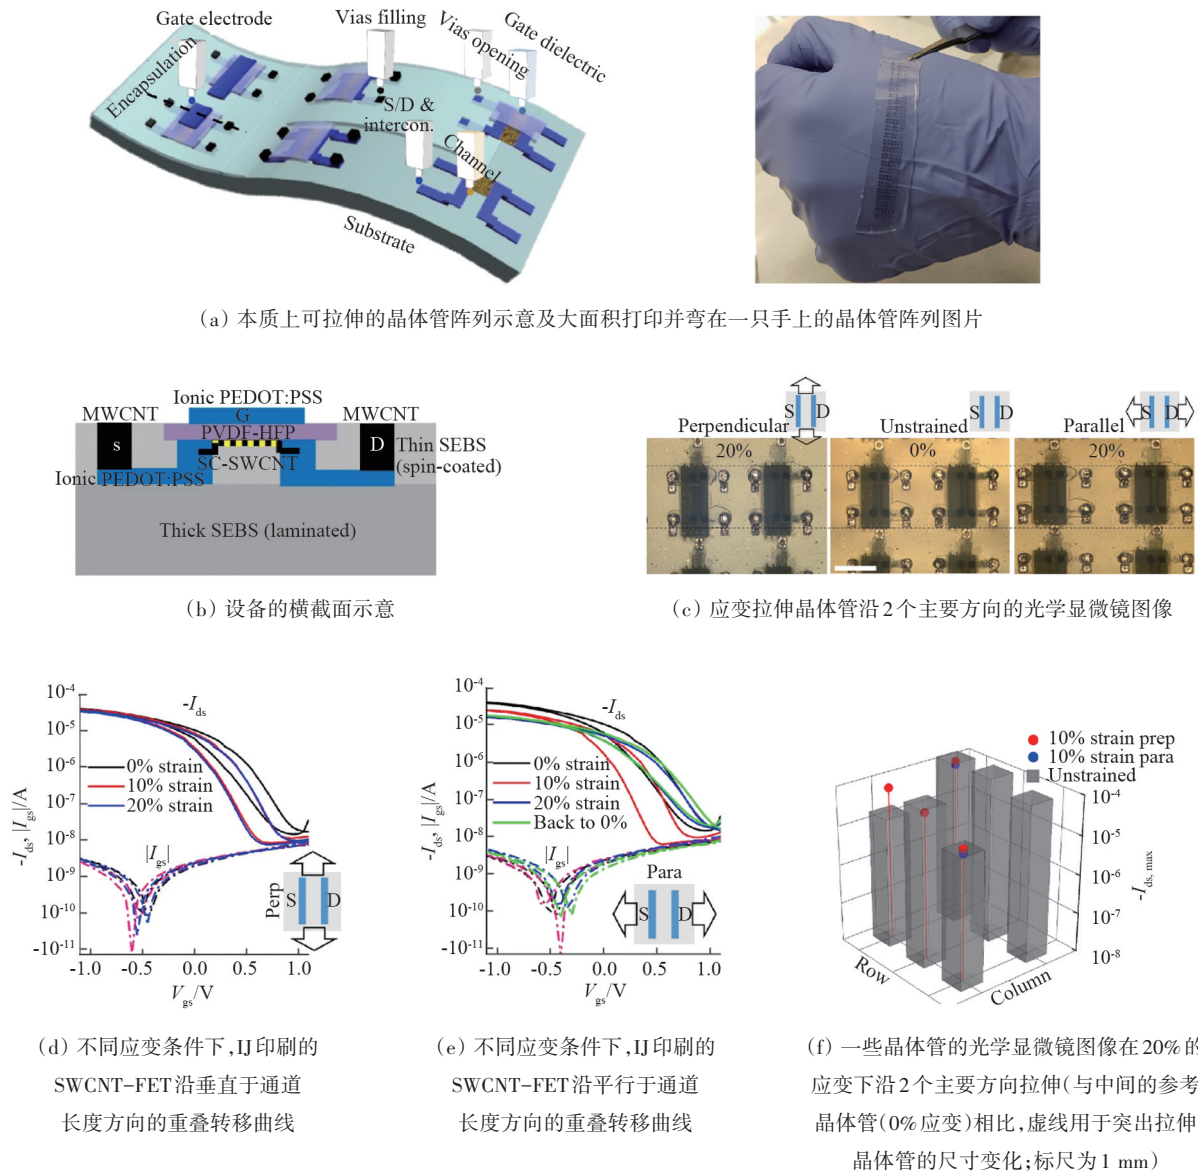 Gate electrode
Encapsulation
Vias filling
Vias opening
Gate dielectric
S/D &
intercon.
Channel
Substrate
（a）本质上可拉伸的晶体管阵列示意及大面积打印并弯在一只手上的晶体管阵列图片
Ionic PEDOT:PSS
MWCNT
G
MWCNT
PVDF-HFP
s
D
Thin SEBS
(spin-coated)
SC-SWCNT
Ionic PEDOT:PSS
Thick SEBS (laminated)
（b）设备的横截面示意
S D
Perpendicular
20%
S D
Unstrained
0%
S D
Parallel
20%
（c）应变拉伸晶体管沿2个主要方向的光学显微镜图像
-Ids, |Igs|/A
10-4
10-5
10-6
10-7
10-8
10-9
-10-10
-10-11
-Ids
0% strain
10% strain
20% strain
|Igs|
Perp
S D
-1.0 -0.5 0.0 0.5 1.0
Vgs/V
（d）不同应变条件下,IJ印刷的
SWCNT-FET沿垂直于通道
长度方向的重叠转移曲线
-Ids, |Igs|/A
10-4
10-5
10-6
10-7
10-8
10-9
-10-10
-10-11
-Ids
0% strain
10% strain
20% strain
Back to 0%
|Igs|
Para
S D
-1.0 -0.5 0.0 0.5 1.0
Vgs/V
（e）不同应变条件下,IJ印刷的
SWCNT-FET沿平行于通道
长度方向的重叠转移曲线
10% strain prep
10% strain para
Unstrained
10-4
10-5
10-6
10-7
10-8
-Ids, max
Row
Column
（f）一些晶体管的光学显微镜图像在20%的
应变下沿2个主要方向拉伸(与中间的参考
晶体管(0%应变)相比,虚线用于突出拉伸
晶体管的尺寸变化;标尺为1 mm）